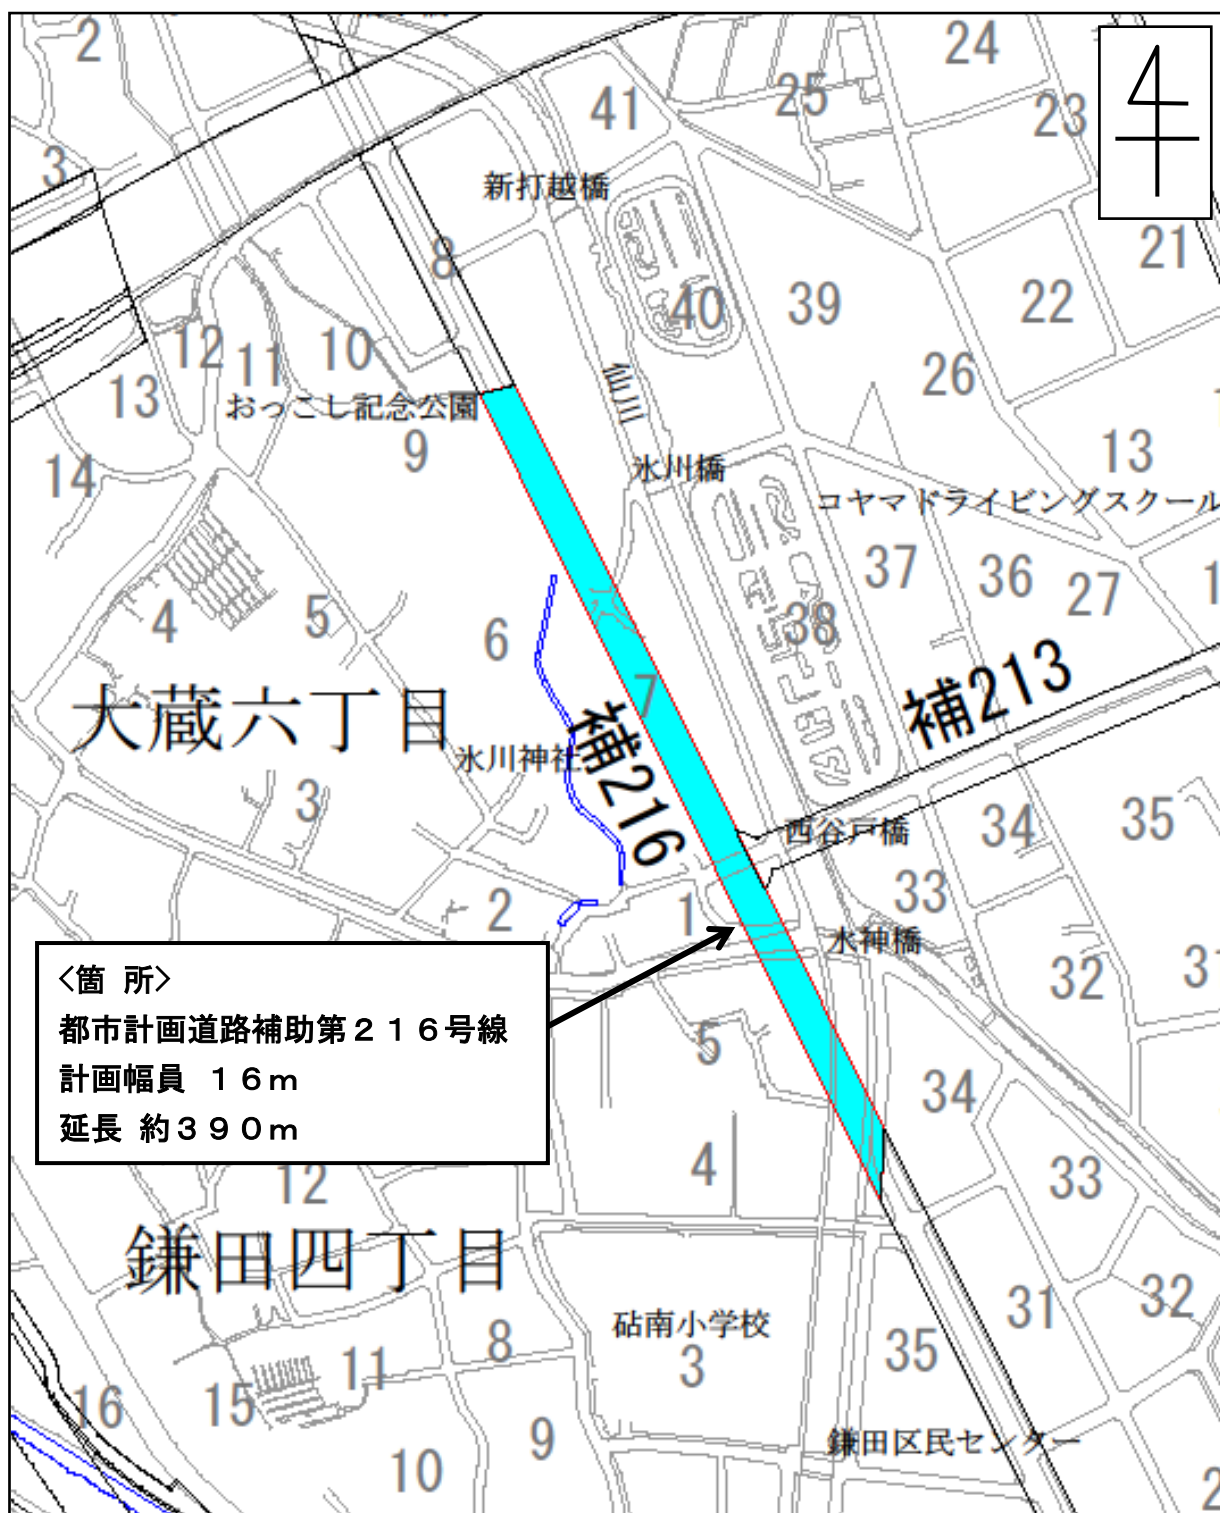 2
24
41
25
23
3
新打越橋
21
8
40
39
22
12
11
10
26
13
仙川
おっこし記念公園
9
13
14
氷川橋
コヤマドライビングスクール
37
36
27
4
5
6
38
7
補213
大蔵六丁目
氷川神社
補216
3
西谷戸橋
34
35
2
1
33
水神橋
32
<箇 所>
都市計画道路補助第216号線
計画幅員 16m
延長 約390m
5
34
4
33
12
鎌田四丁目
31
32
砧南小学校
8
3
35
11
16
15
9
鎌田区民センター
10